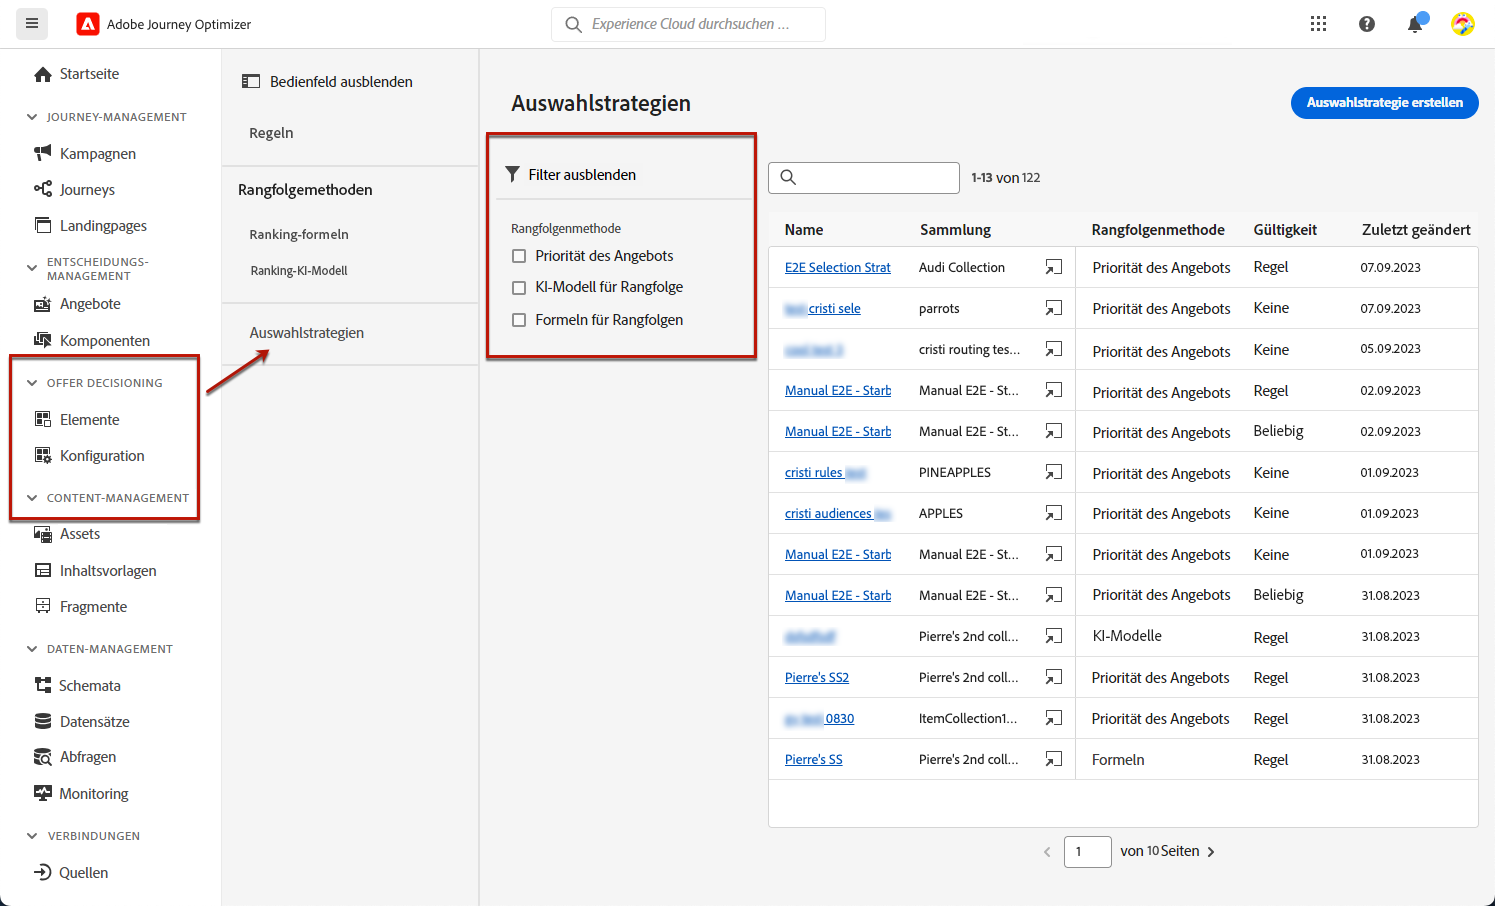 Adobe Journey Optimizer
Experience Cloud durchsuchen ...
Startseite
JOURNEY-MANAGEMENT
Kampagnen
Journeys
Landingpages
ENTSCHEIDUNGS-
MANAGEMENT
Angebote
Komponenten
OFFER DECISIONING
Elemente
Konfiguration
CONTENT-MANAGEMENT
Assets
Inhaltsvorlagen
Fragmente
DATEN-MANAGEMENT
Schemata
Datensätze
Abfragen
Monitoring
VERBINDUNGEN
Quellen
Bedienfeld ausblenden
Regeln
Rangfolgemethoden
Ranking-formeln
Ranking-KI-Modell
Auswahlstrategien
Auswahlstrategien
Auswahlstrategie erstellen
Filter ausblenden
Rangfolgenmethode
Priorität des Angebots
KI-Modell für Rangfolge
Formeln für Rangfolgen
1-13 von 122
Name Sammlung Rangfolgenmethode Gültigkeit Zuletzt geändert
E2E Selection Strat Audi Collection Priorität des Angebots Regel 07.09.2023
cristi sele parrots Priorität des Angebots Keine 07.09.2023
cristi routing tes... Priorität des Angebots Keine 05.09.2023
Manual E2E - Starb Manual E2E - St... Priorität des Angebots Regel 02.09.2023
Manual E2E - Starb Manual E2E - St... Priorität des Angebots Beliebig 02.09.2023
cristi rules PINEAPPLES Priorität des Angebots Keine 01.09.2023
cristi audiences APPLES Priorität des Angebots Keine 01.09.2023
Manual E2E - Starb Manual E2E - St... Priorität des Angebots Keine 01.09.2023
Manual E2E - Starb Manual E2E - St... Priorität des Angebots Beliebig 31.08.2023
Pierre's 2nd coll... KI-Modelle Regel 31.08.2023
Pierre's SS2 Pierre's 2nd coll... Priorität des Angebots Regel 31.08.2023
0830 ItemCollection1... Priorität des Angebots Regel 31.08.2023
Pierre's SS Pierre's 2nd coll... Formeln Regel 31.08.2023
1 von 10 Seiten